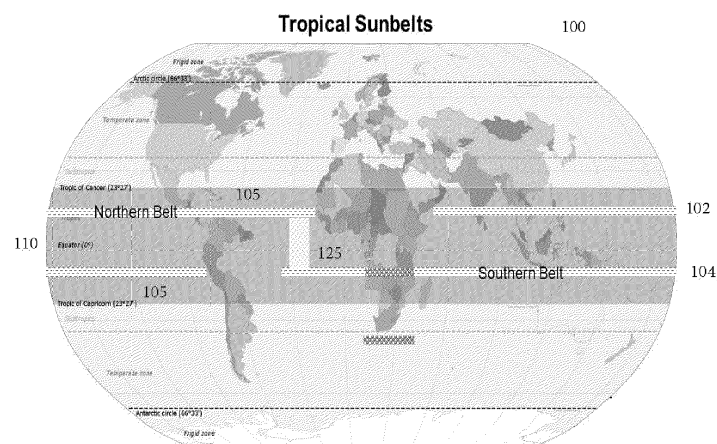 Tropical Sunbelts
100
Frigid zone
Arctic circle (66°33')
Temperate zone
Tropic of Cancer (23°27')
105
Northern Belt
102
110
Equator (0°)
125
Southern Belt
104
105
Tropic of Capricorn (23°27')
Temperate zone
Antarctic circle (66°33')
Frigid zone